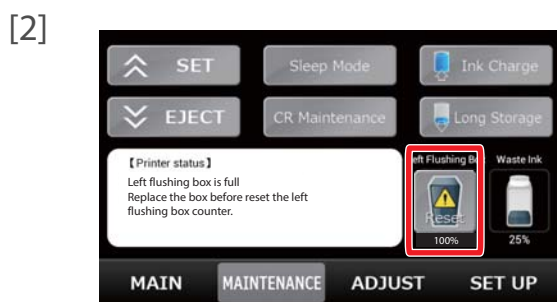 [2]
SET
Sleep Mode
Ink Charge
EJECT
CR Maintenance
Long Storage
【Printer status】
Left flushing box is full
Replace the box before reset the left
flushing box counter.
eft Flushing B
Waste Ink
Reset
100%
25%
MAIN
MAINTENANCE
ADJUST
SET UP